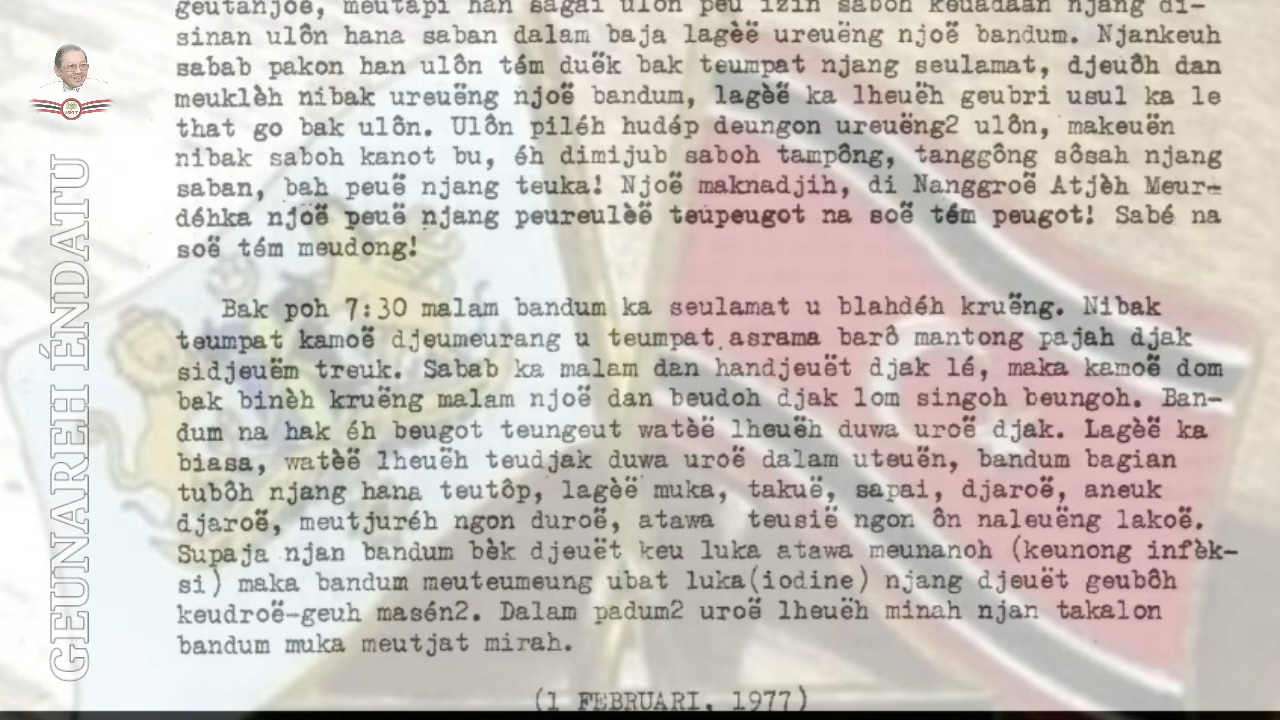 geutanjoë, meutapi han sagai ulôn peu izin saboh keuadaan njang di-
sinan ulôn hana saban dalam baja lagèë ureuëng njoë bandum. Njankeuh
sabab pakon han ulôn tém duëk bak teumpat njang seulamat, djeuôh dan
meuklèh nibak ureuëng njoë bandum, lagèë ka lheuëh geubri usul ka le
that go bak ulôn. Ulôn piléh hudép deungon ureuëng2 ulôn, makeuën
nibak saboh kanot bu, éh dimijub saboh tampông, tanggông sôsah njang
saban, bah peuë njang teuka! Njoë maknadjih, di Nanggroë Atjèh Meur-
déhka njoë peuë njang peureulèë teupeugot na soë tém peugot! Sabé na
soë tém meudong!
Bak poh 7:30 malam bandum ka seulamat u blahdéh kruëng. Nibak
teumpat kamoë djeumeurang u teumpat asrama barô mantong pajah djak
sidjeuëm treuk. Sabab ka malam dan handjeuët djak lé, maka kamoë dom
bak binèh kruëng malam njoë dan beudoh djak lom singoh beungoh. Ban-
dum na hak éh beugot teungeut watèë lheuëh duwa uroë djak. Lagèë ka
biasa, watèë lheuëh teudjak duwa uroë dalam uteuën, bandum bagian
tubôh njang hana teutôp, lagèë muka, takuë, sapai, djaroë, aneuk
djaroë, meutjuréh ngon duroë, atawa teusië ngon ôn naleuëng lakoë.
Supaja njan bandum bèk djeuët keu luka atawa meunanoh (keunong infèk-
si) maka bandum meuteumeung ubat luka(iodine) njang djeuët geubôh
keudroë-geuh masén2. Dalam padum2 uroë lheuëh minah njan takalon
bandum muka meutjat mirah.
(1 FEBRUARI, 1977)
GEUNAREH ÉNDATU